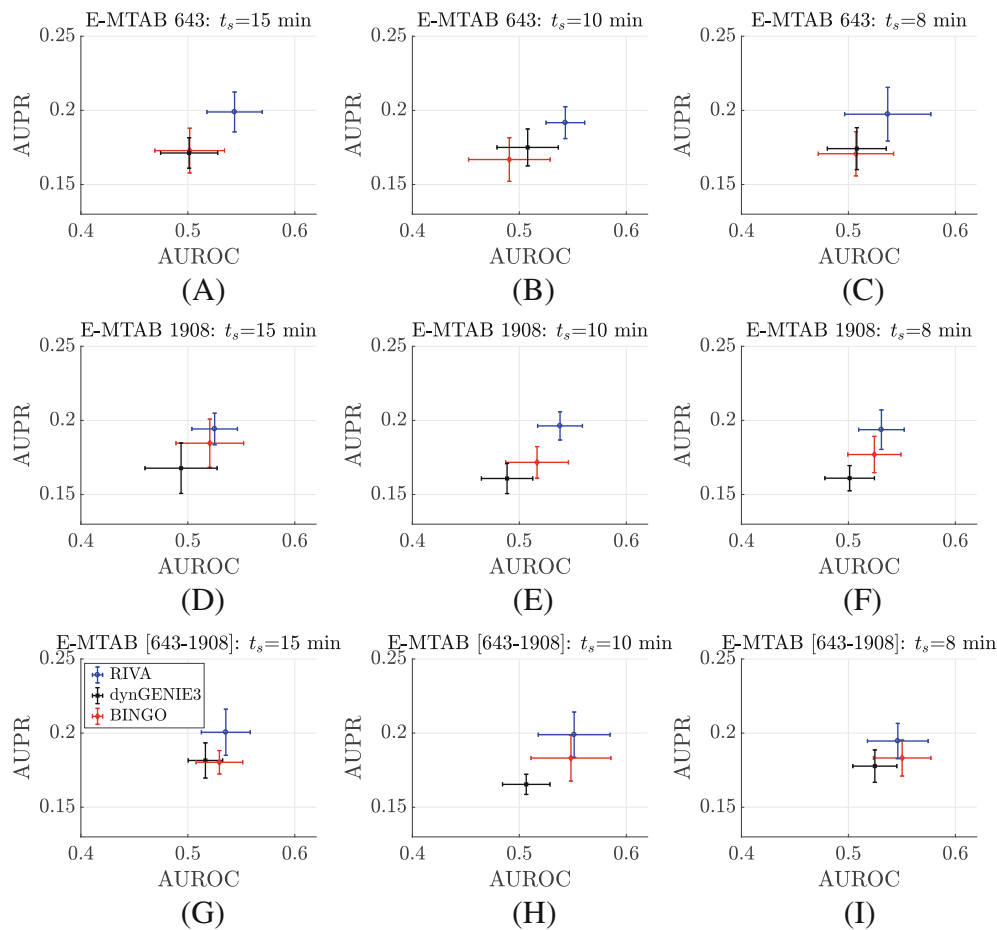 E-MTAB 643: t_s=15 min
0.25
0.2
0.15
AUPR
0.4 0.5 0.6
AUROC
(A)
E-MTAB 643: t_s=10 min
0.25
0.2
0.15
AUPR
0.4 0.5 0.6
AUROC
(B)
E-MTAB 643: t_s=8 min
0.25
0.2
0.15
AUPR
0.4 0.5 0.6
AUROC
(C)
E-MTAB 1908: t_s=15 min
0.25
0.2
0.15
AUPR
0.4 0.5 0.6
AUROC
(D)
E-MTAB 1908: t_s=10 min
0.25
0.2
0.15
AUPR
0.4 0.5 0.6
AUROC
(E)
E-MTAB 1908: t_s=8 min
0.25
0.2
0.15
AUPR
0.4 0.5 0.6
AUROC
(F)
E-MTAB [643-1908]: t_s=15 min
0.25
0.2
0.15
AUPR
RIVA
dynGENIE3
BINGO
0.4 0.5 0.6
AUROC
(G)
E-MTAB [643-1908]: t_s=10 min
0.25
0.2
0.15
AUPR
0.4 0.5 0.6
AUROC
(H)
E-MTAB [643-1908]: t_s=8 min
0.25
0.2
0.15
AUPR
0.4 0.5 0.6
AUROC
(I)